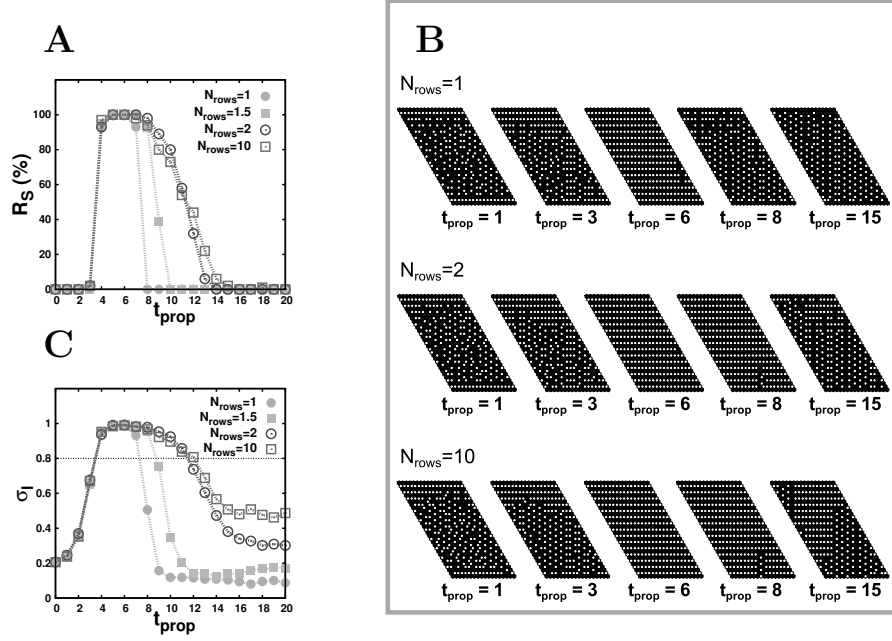 A
R_S (%)
100
80
60
40
20
0
0 2 4 6 8 10 12 14 16 18 20
t_prop
N_rows=1
N_rows=1.5
N_rows=2
N_rows=10
C
σ_I
1
0.8
0.6
0.4
0.2
0
0 2 4 6 8 10 12 14 16 18 20
t_prop
N_rows=1
N_rows=1.5
N_rows=2
N_rows=10
B
N_rows=1
t_prop = 1 t_prop = 3 t_prop = 6 t_prop = 8 t_prop = 15
N_rows=2
t_prop = 1 t_prop = 3 t_prop = 6 t_prop = 8 t_prop = 15
N_rows=10
t_prop = 1 t_prop = 3 t_prop = 6 t_prop = 8 t_prop = 15